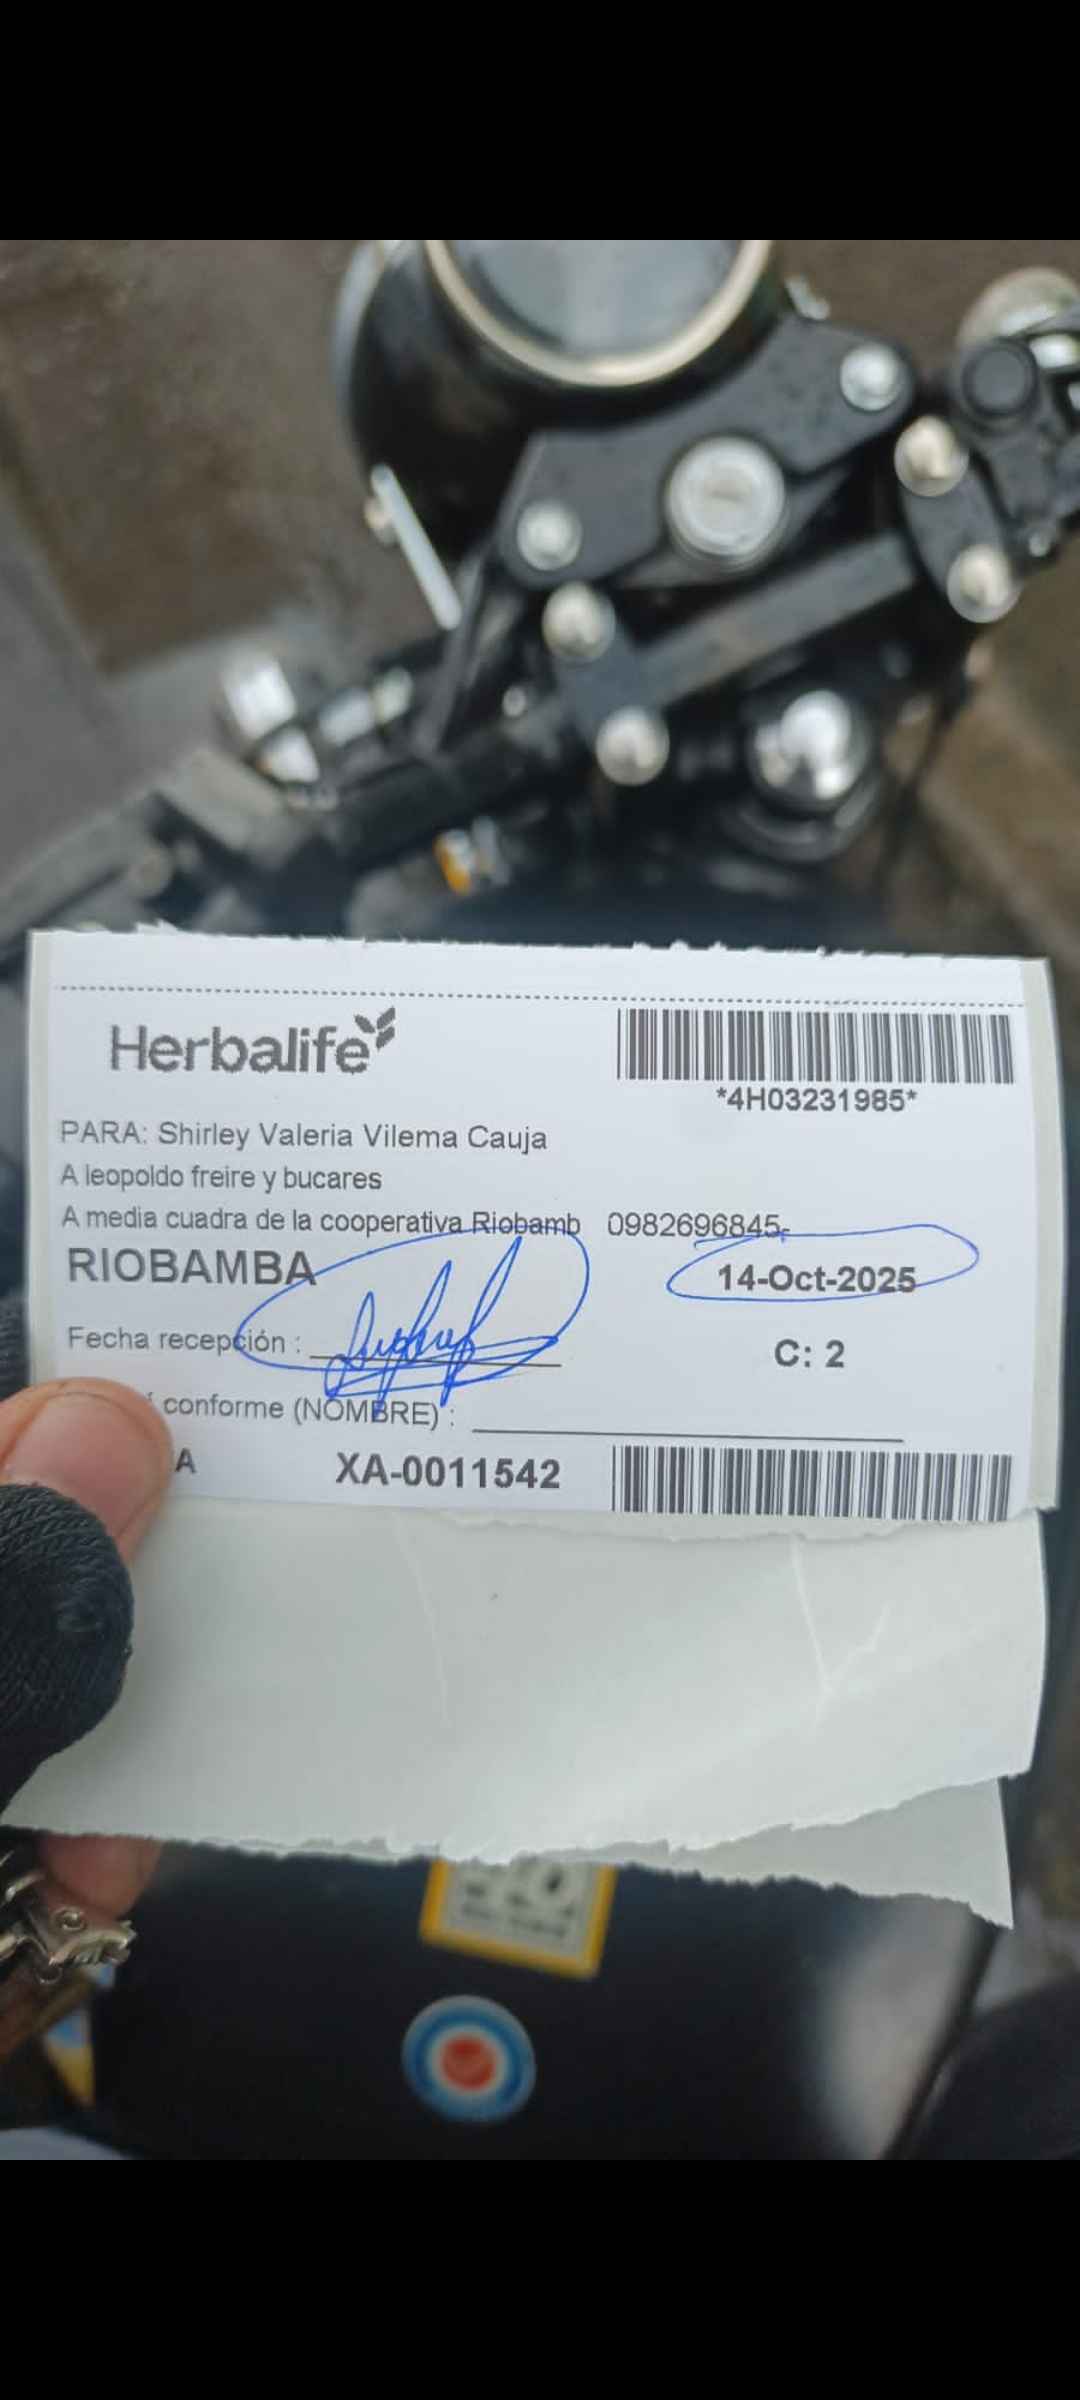 Herbalife
*4H03231985*
PARA: Shirley Valeria Vilema Cauja
A leopoldo freire y bucares
A media cuadra de la cooperativa Riobamb 0982696845-
RIOBAMBA
14-Oct-2025
Fecha recepción :
C: 2
conforme (NOMBRE) :
A XA-0011542